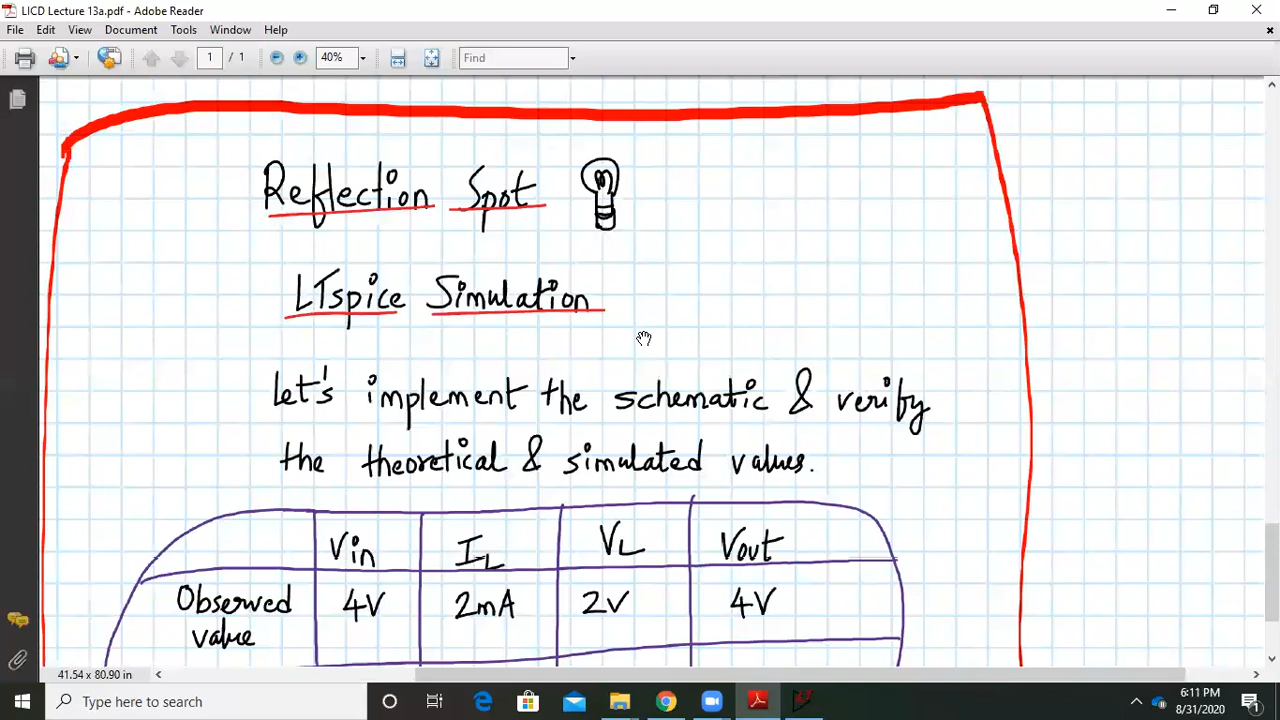 LICD Lecture 13a.pdf - Adobe Reader
File Edit View Document Tools Window Help
1 / 1 40% Find
Reflection Spot
LTspice Simulation
Let's implement the schematic & verify
the theoretical & simulated values.
Vin IL VL Vout
Observed value 4V 2mA 2V 4V
41.54 x 80.90 in
Type here to search
6:11 PM
8/31/2020
1